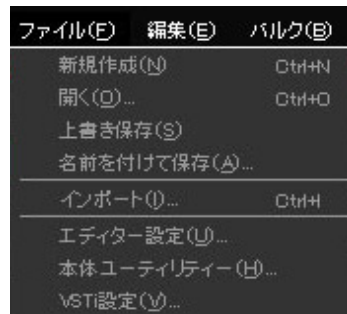 ファイル(F) 編集(E) バルク(B)
新規作成(N) Ctrl+N
開く(O)... Ctrl+O
上書き保存(S)
名前を付けて保存(A)...
インポート(I)... Ctrl+I
エディター設定(U)...
本体ユーティリティー(H)...
VSTi設定(V)...